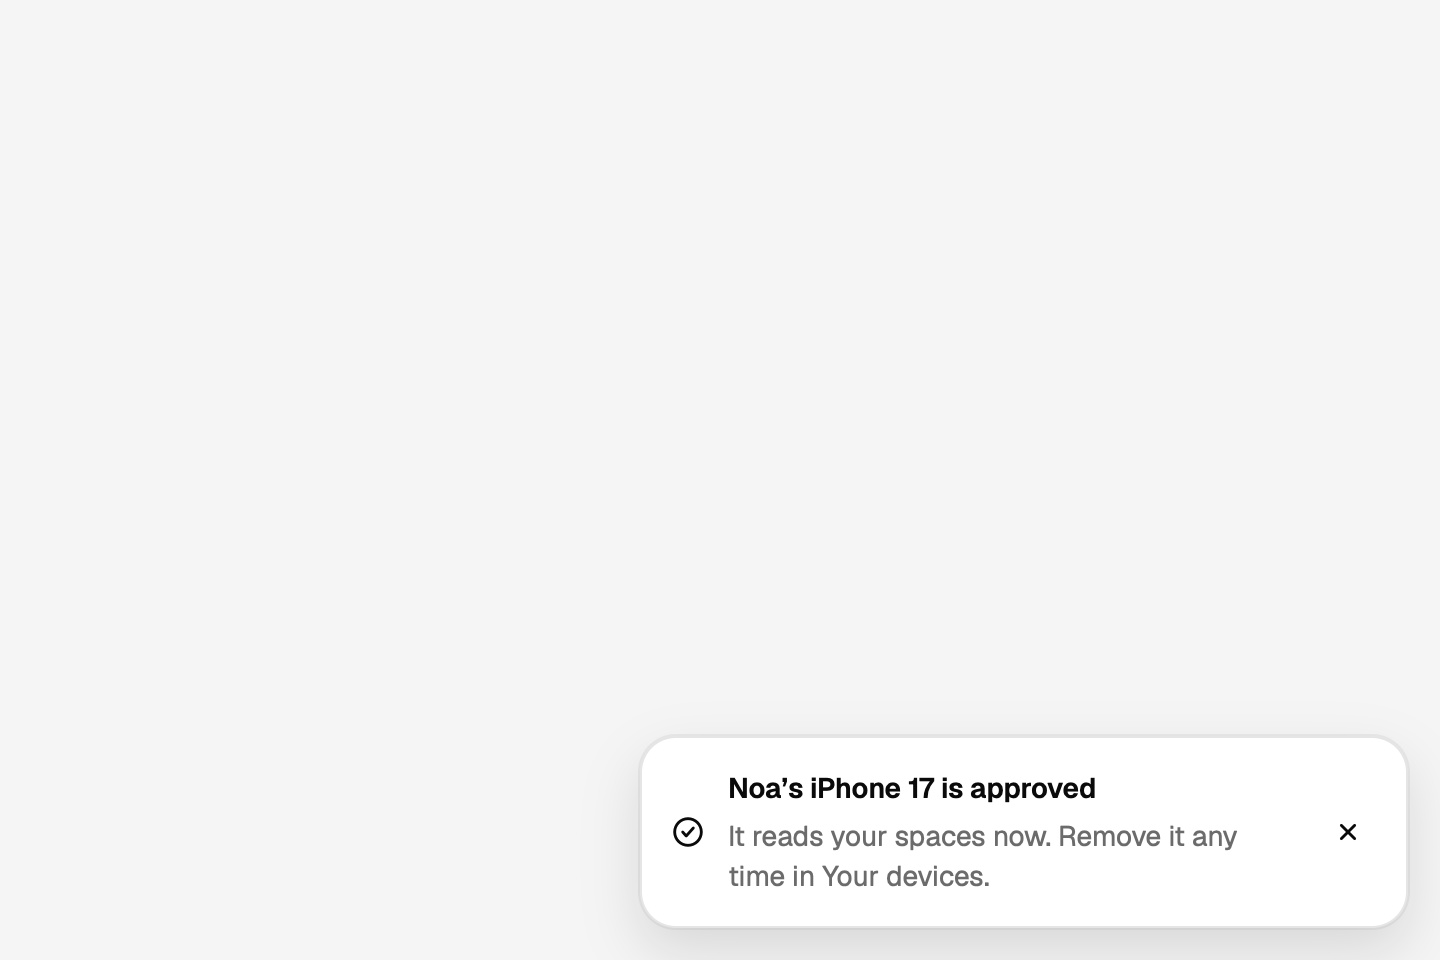 Noa’s iPhone 17 is approved
It reads your spaces now. Remove it any
time in Your devices.